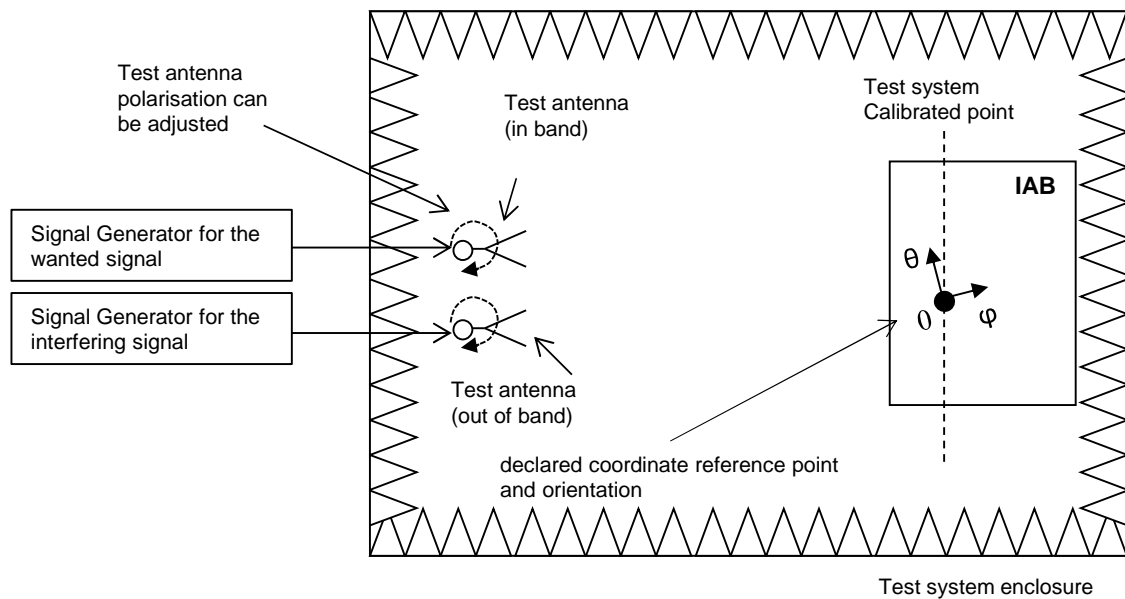 Test antenna
polarisation can
be adjusted
Test antenna
(in band)
Test system
Calibrated point
IAB
Signal Generator for the
wanted signal
Signal Generator for the
interfering signal
θ
0
φ
Test antenna
(out of band)
declared coordinate reference point
and orientation
Test system enclosure